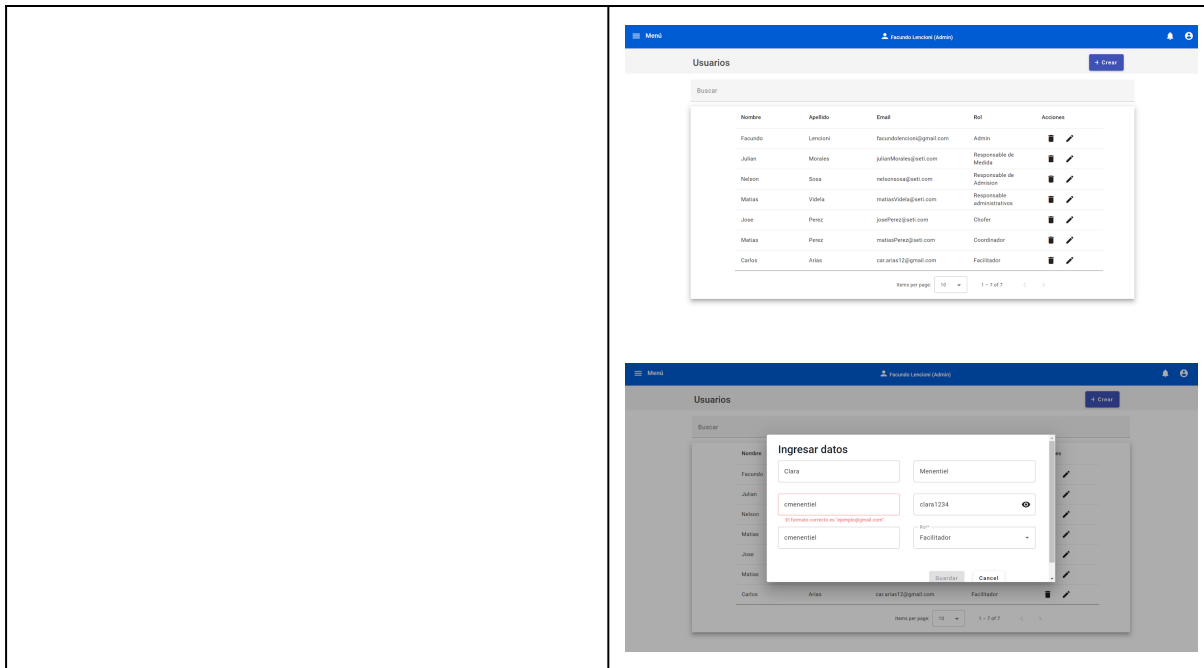 Menú Facundo Lencioni (Admin)
Usuarios + Crear
Buscar
Nombre Apellido Email Rol Acciones
Facundo Lencioni facundolencioni@gmail.com Admin
Julian Morales julianMorales@seti.com Responsable de Medida
Nelson Sosa nelsonsosa@seti.com Responsable de Admision
Matias Videla matiasVidela@seti.com Responsable administrativos
Jose Perez josePerez@seti.com Chofer
Matias Perez matiasPerez@seti.com Coordinador
Carlos Arias car.arias12@gmail.com Facilitador
Items per page: 10 1 – 7 of 7
Menú Facundo Lencioni (Admin)
Usuarios + Crear
Buscar
Nombre es
Ingresar datos
Facundo
Clara Menentiel
Julian
Nelson
cmenentiel clara1234
El formato correcto es "ejemplo@gmail.com".
Matias
Rol*
cmenentiel Facilitador
Jose
Matias
Guardar Cancel
Carlos Arias car.arias12@gmail.com Facilitador
Items per page: 10 1 – 7 of 7